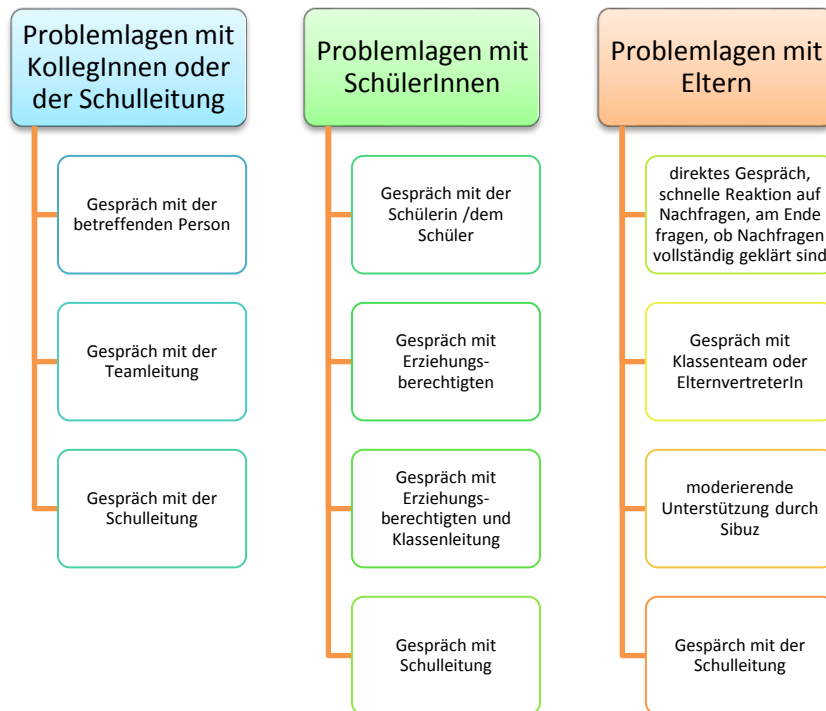 Problemlagen mit
KollegInnen oder
der Schulleitung
Gespräch mit der
betreffenden Person
Gespräch mit der
Teamleitung
Gespräch mit der
Schulleitung
Problemlagen mit
SchülerInnen
Gespräch mit der
Schülerin /dem
Schüler
Gespräch mit
Erziehungs-
berechtigten
Gespräch mit
Erziehungs-
berechtigten und
Klassenleitung
Gespräch mit
Schulleitung
Problemlagen mit
Eltern
direktes Gespräch,
schnelle Reaktion auf
Nachfragen, am Ende
fragen, ob Nachfragen
vollständig geklärt sind
Gespräch mit
Klassenteam oder
ElternvertreterIn
moderierende
Unterstützung durch
Sibuz
Gespärch mit der
Schulleitung